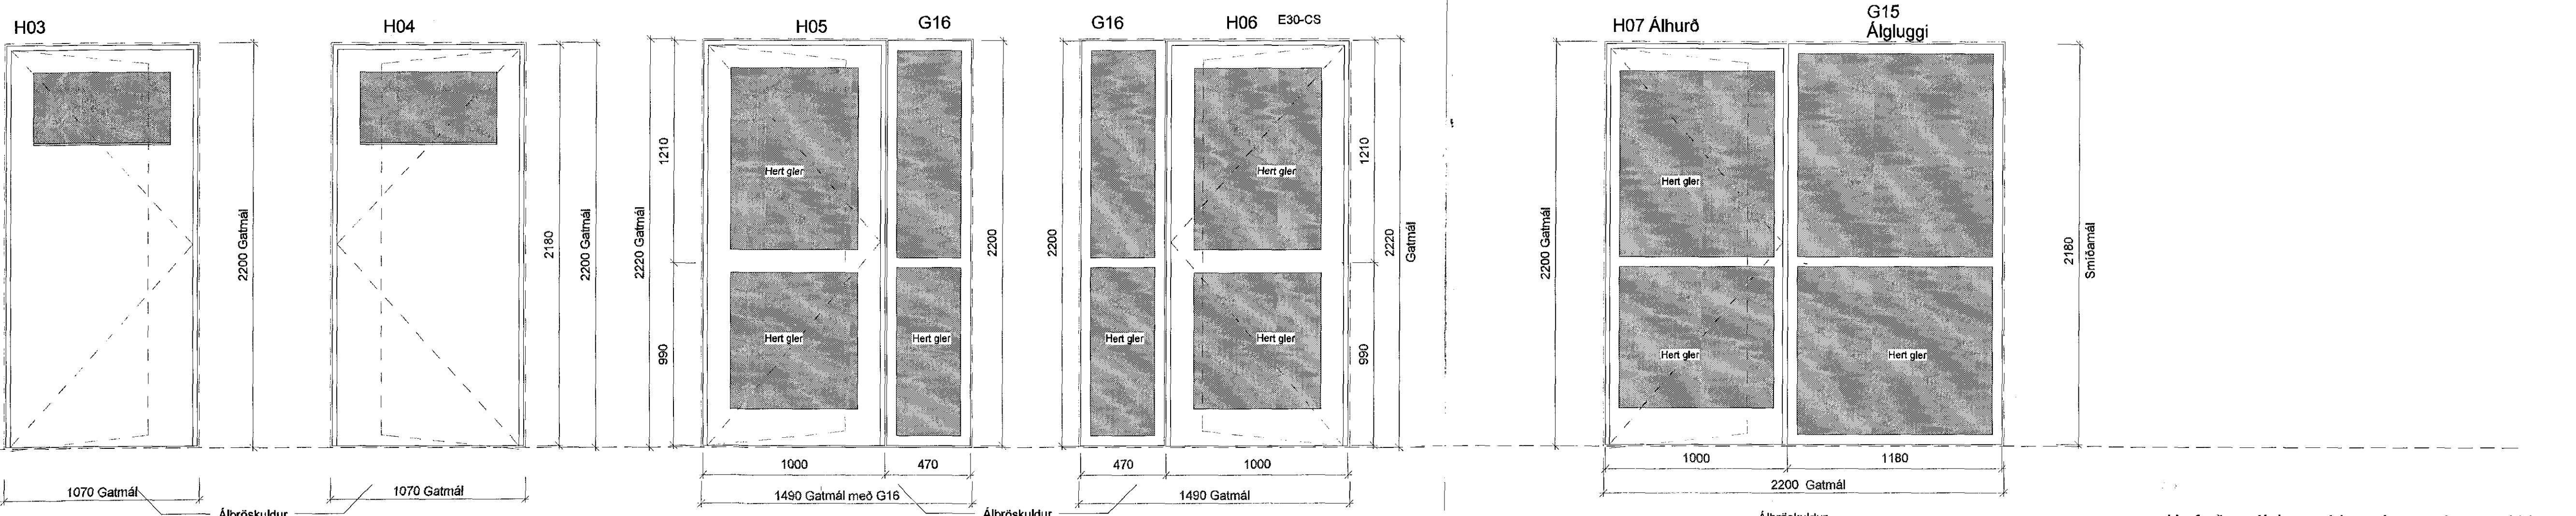 H03
2200 Gatmál
1070 Gatmál
H04
2180
2200 Gatmál
1070 Gatmál
Álþröskuldur
H05
G16
2220 Gatmál
1210
990
Hert gler
Hert gler
Hert gler
2200
1000
470
1490 Gatmál með G16
G16
H06
E30-CS
2200
Hert gler
Hert gler
Hert gler
1210
990
2220
Gatmál
470
1000
1490 Gatmál
Álþröskuldur
H07 Álhurð
G15
Álgluggi
2200 Gatmál
Hert gler
Hert gler
Hert gler
2180
Smíðamál
1000
1180
2200 Gatmál
Álþröskuldur